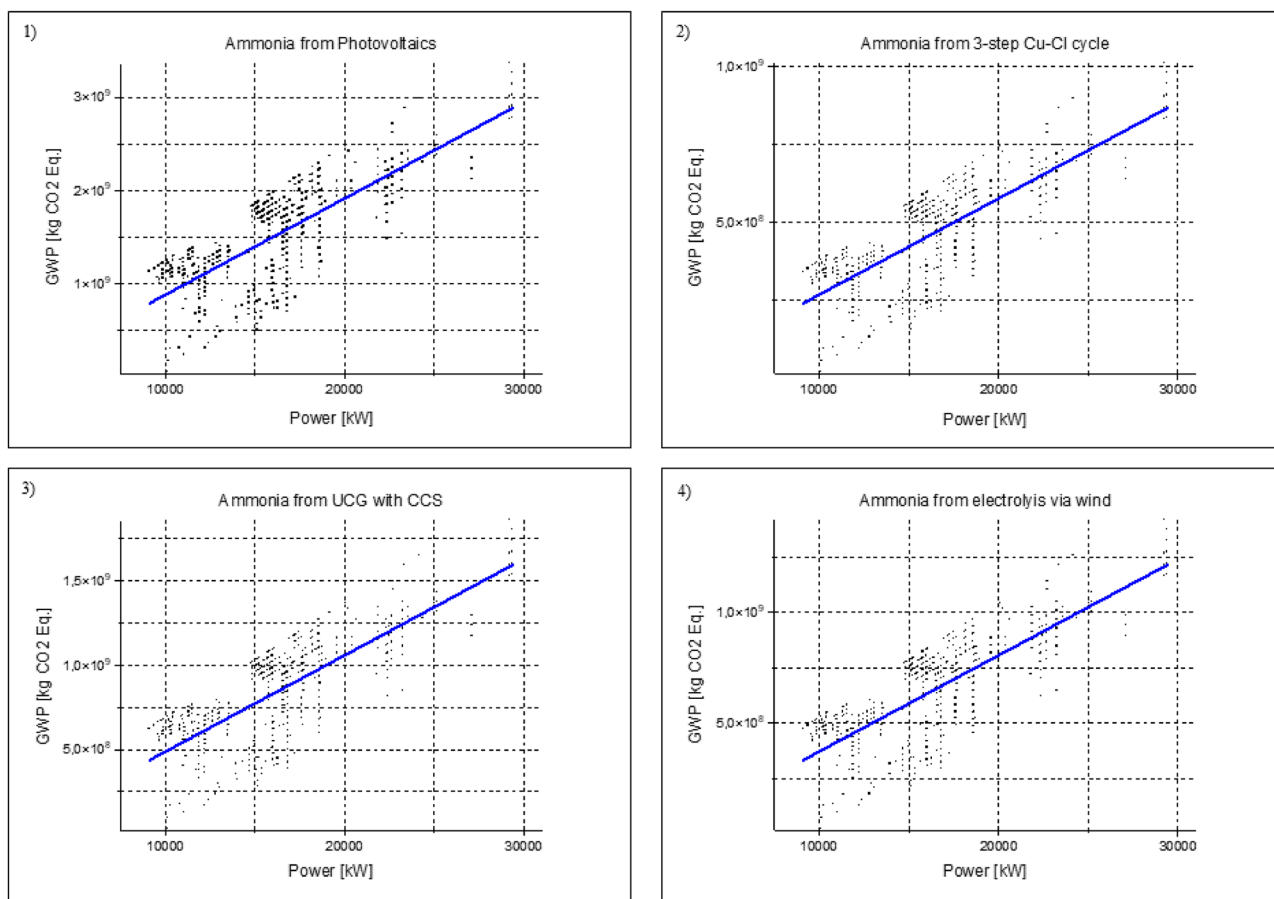 1)
Ammonia from Photovaltaics
GWP [kg CO2 Eq.]
3×10⁹
2×10⁹
1×10⁹
10000 20000 30000
Power [kW]
2)
Ammonia from 3-step Cu-Cl cycle
GWP [kg CO2 Eq.]
1,0×10⁹
5,0×10⁸
10000 20000 30000
Power [kW]
3)
Ammonia from UCG with CCS
GWP [kg CO2 Eq.]
1,5×10⁹
1,0×10⁹
5,0×10⁸
10000 20000 30000
Power [kW]
4)
Ammonia from electrolyis via wind
GWP [kg CO2 Eq.]
1,0×10⁹
5,0×10⁸
10000 20000 30000
Power [kW]